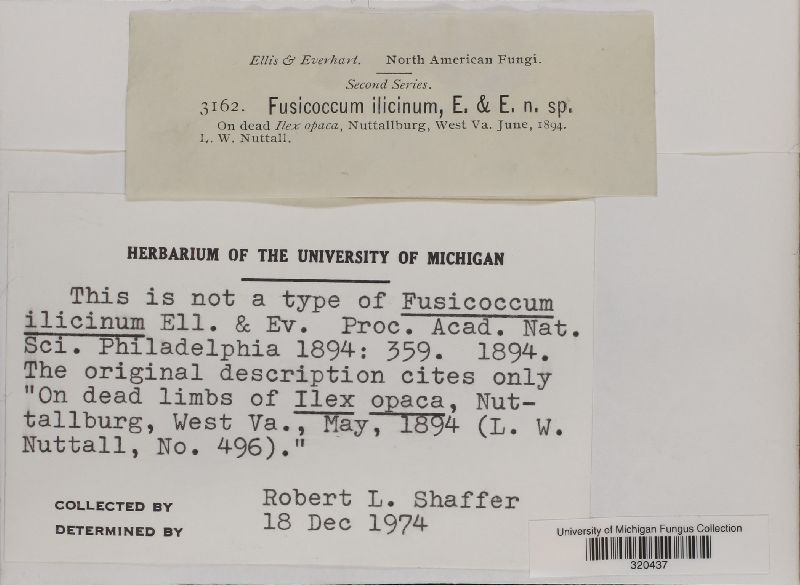 Ellis & Everhart. North American Fungi.
Second Series.
3162. Fusicoccum ilicinum, E. & E. n. sp.
On dead Ilex opaca, Nuttallburg, West Va. June, 1894.
L. W. Nuttall.
HERBARIUM OF THE UNIVERSITY OF MICHIGAN
This is not a type of Fusicoccum
ilicinum Ell. & Ev. Proc. Acad. Nat.
Sci. Philadelphia 1894: 359. 1894.
The original description cites only
"On dead limbs of Ilex opaca, Nut-
tallburg, West Va., May, 1894 (L. W.
Nuttall, No. 496)."
COLLECTED BY Robert L. Shaffer
DETERMINED BY 18 Dec 1974
University of Michigan Fungus Collection
320437